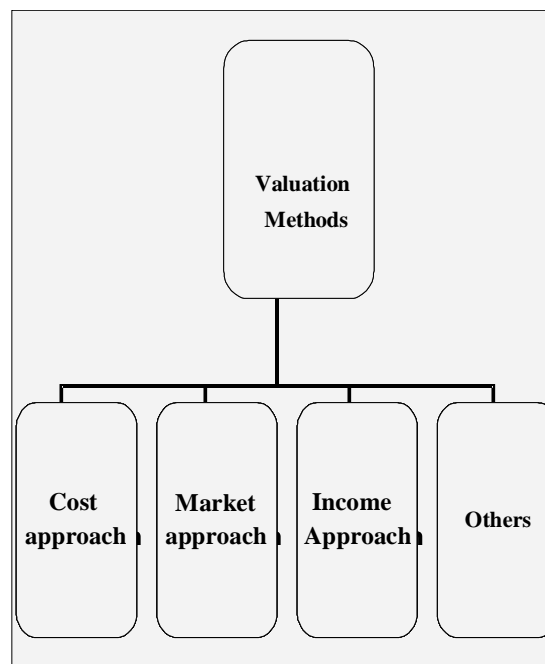 Valuation
Methods
Cost
approach
Market
approach
Income
Approach
Others